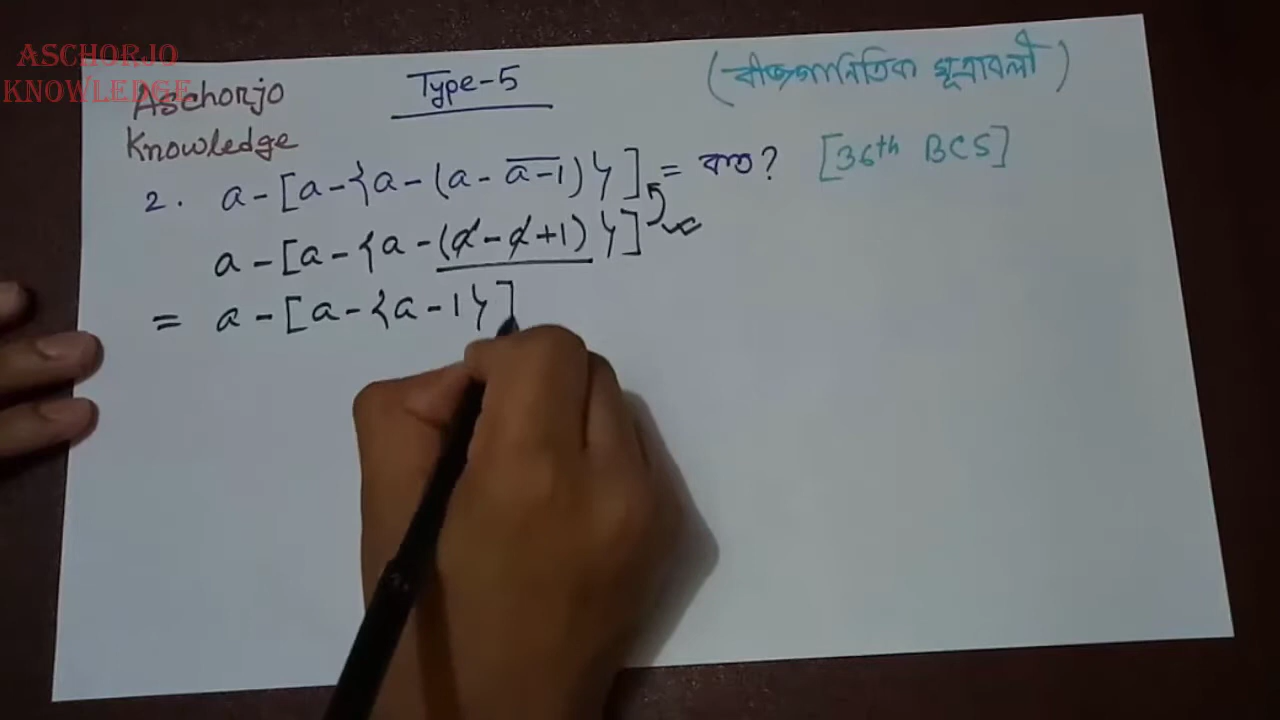 ASCHORJO
KNOWLEDGE
Aschorjo
Knowledge
Type-5
(বীজগানিতিক সূত্রাবলী)
2. a-[a-{a-(a-a̅-̅1̅)}] = কত? [36th BCS]
a-[a-{a-(a-a+1)}]
= a-[a-{a-1}]